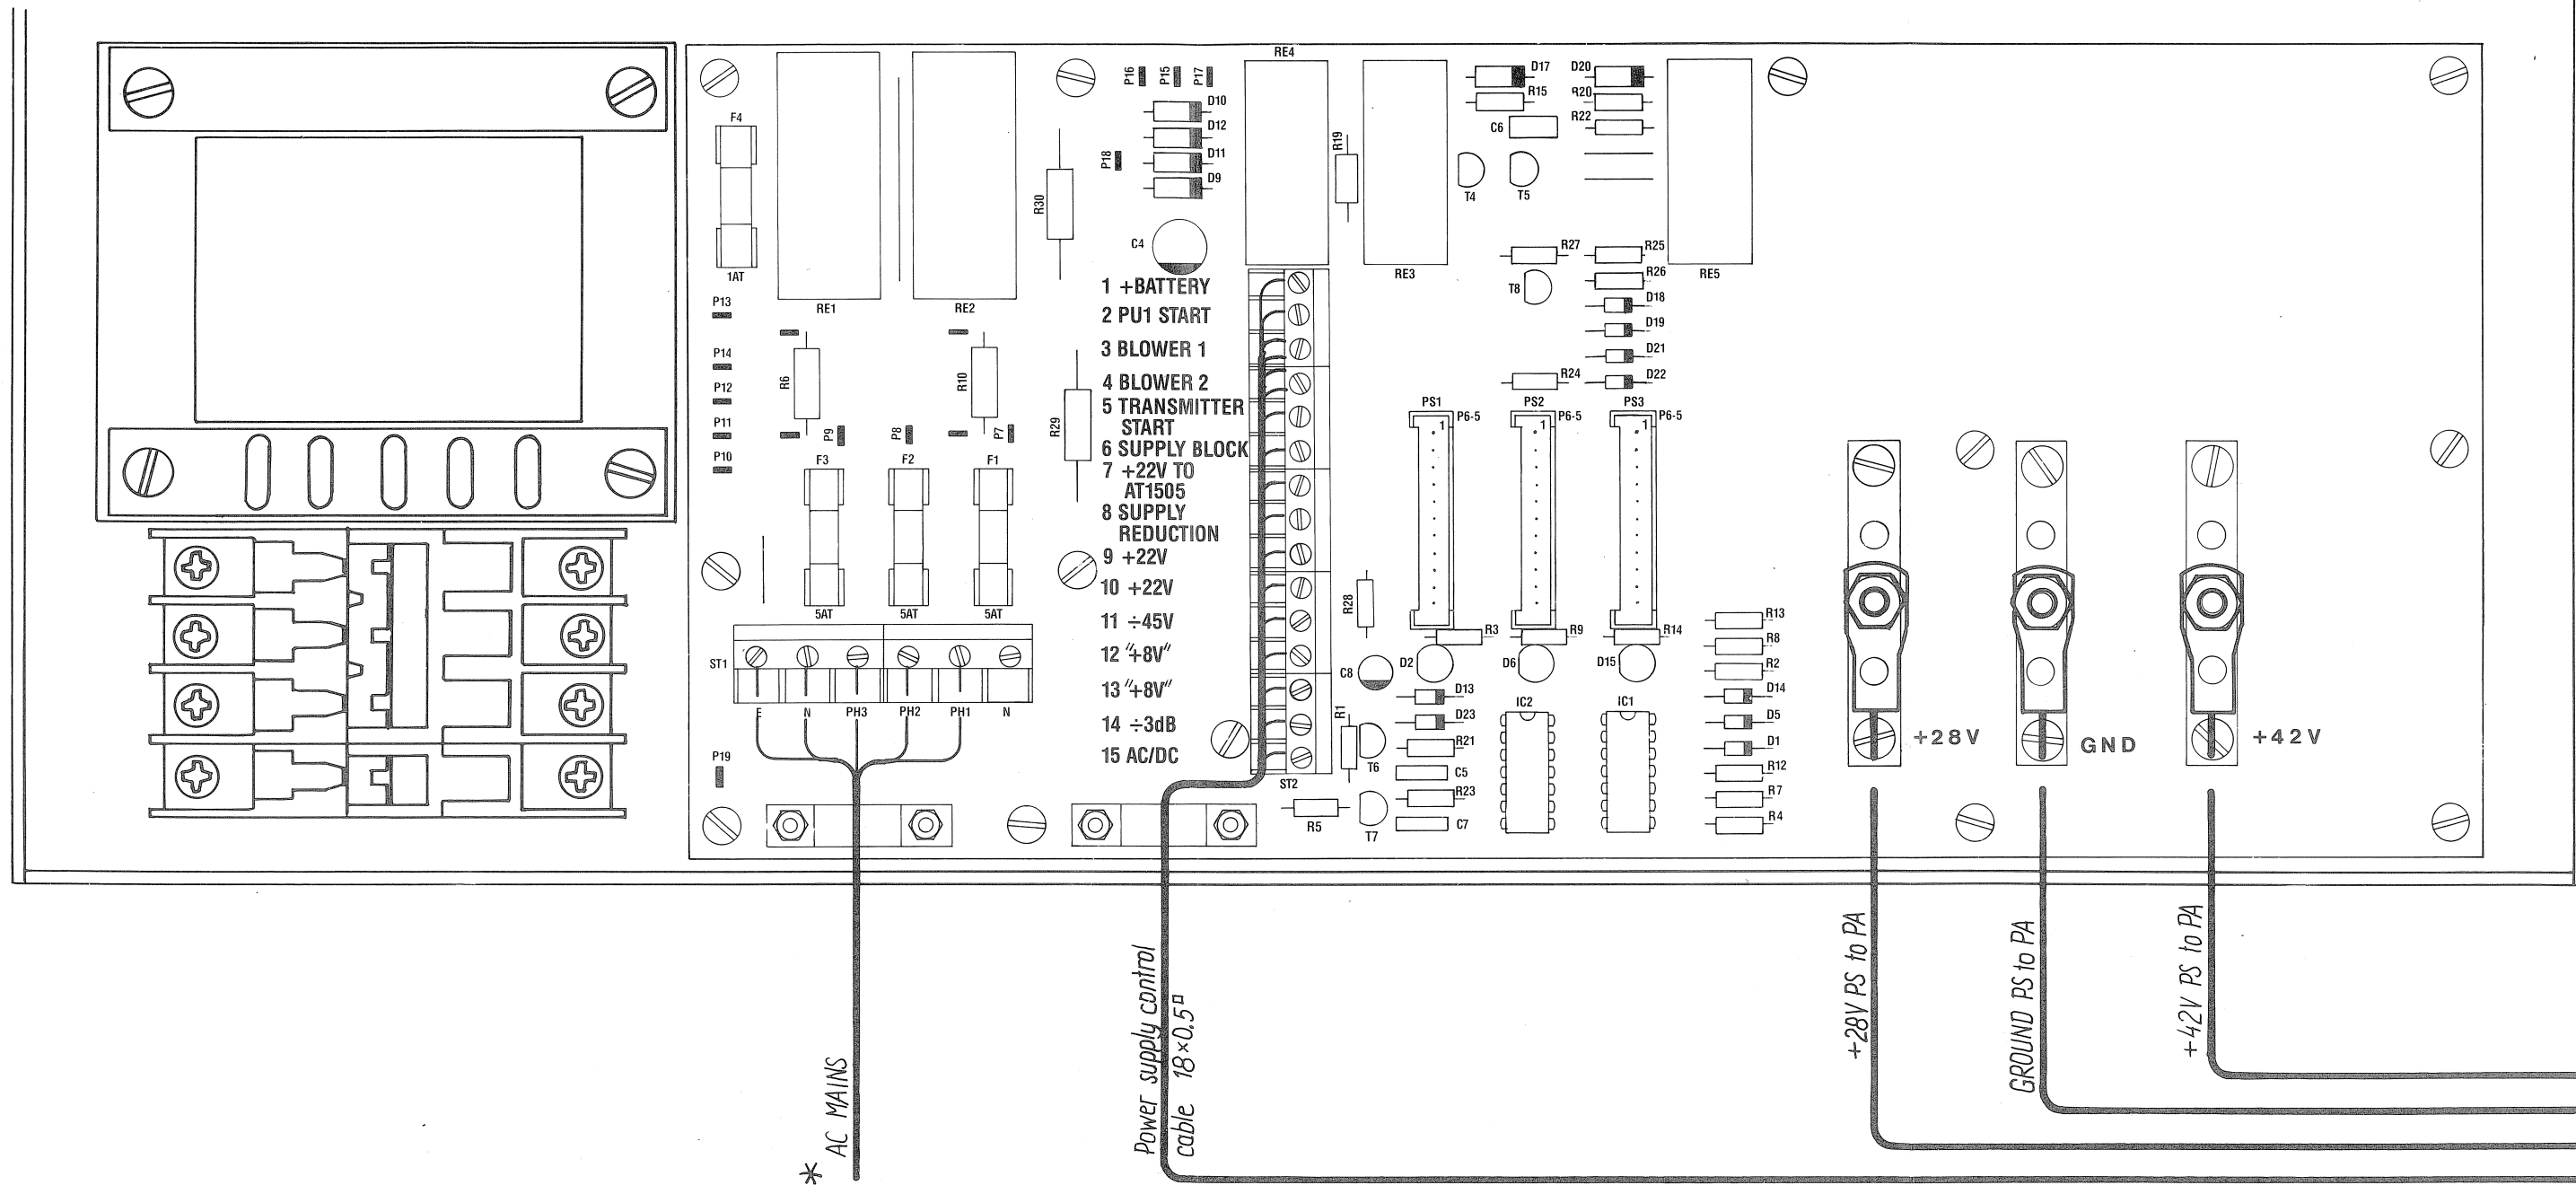 F4
1AT
RE1
RE2
R30
P16
P15
P17
D10
D12
D11
D9
P18
C4
RE4
R19
RE3
D17
R15
C6
T4
T5
D20
R20
R22
RE5
R27
R25
T8
R26
D18
D19
D21
R24
D22
P13
P14
P12
P11
P10
R6
R10
R29
P9
P8
P7
F3
F2
F1
5AT
5AT
5AT
ST1
E
N
PH3
PH2
PH1
N
P19
1 +BATTERY
2 PU1 START
3 BLOWER 1
4 BLOWER 2
5 TRANSMITTER
START
6 SUPPLY BLOCK
7 +22V TO
AT1505
8 SUPPLY
REDUCTION
9 +22V
10 +22V
11 ÷45V
12 "+8V"
13 "+8V"
14 ÷3dB
15 AC/DC
ST2
PS1
P6-5
1
PS2
P6-5
1
PS3
P6-5
1
R28
R3
R9
R14
C8
D2
D6
D15
D13
D23
R21
C5
R23
C7
R1
T6
R5
T7
IC2
IC1
R13
R8
R2
D14
D5
D1
R12
R7
R4
+28V
GND
+42V
* AC MAINS
Power supply control
cable 18×0.5□
+28V PS to PA
GROUND PS to PA
+42V PS to PA